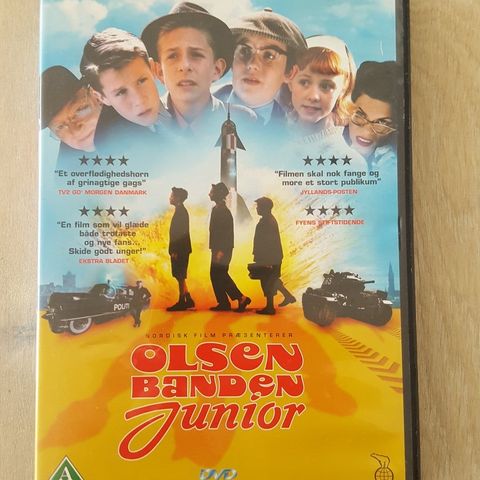 ★★★★
"Et overflødighedshorn
af grinagtige gags"
TV2 GO' MORGEN DANMARK
★★★★
"Filmen skal nok fange og
more et stort publikum"
JYLLANDS-POSTEN
★★★★
"En film som vil glæde
både trofaste
og nye fans...
Skide godt unger!"
EKSTRA BLADET
★★★★
FYENS STIFTSTIDENDE
POLITI
NORDISK FILM PRÆSENTERER
OLSEN
BANDEN
Junior
A
DVD